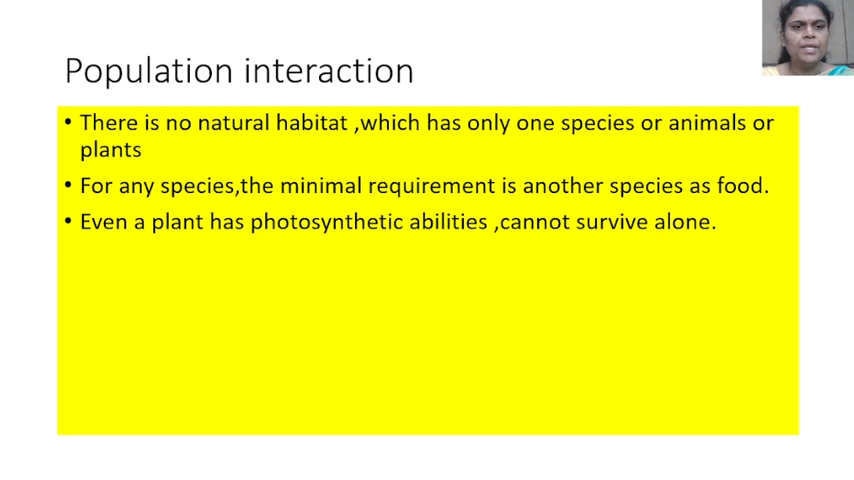 Population interaction
• There is no natural habitat ,which has only one species or animals or
plants
• For any species,the minimal requirement is another species as food.
• Even a plant has photosynthetic abilities ,cannot survive alone.